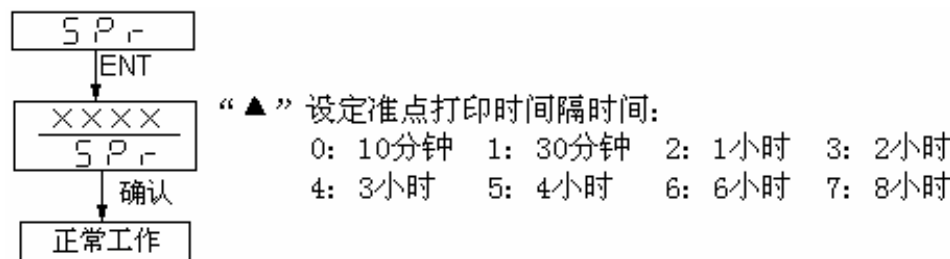 SPr
ENT
XXXX
SPr
“▲”设定准点打印时间隔时间:
0: 10分钟 1: 30分钟 2: 1小时 3: 2小时
4: 3小时 5: 4小时 6: 6小时 7: 8小时
确认
正常工作